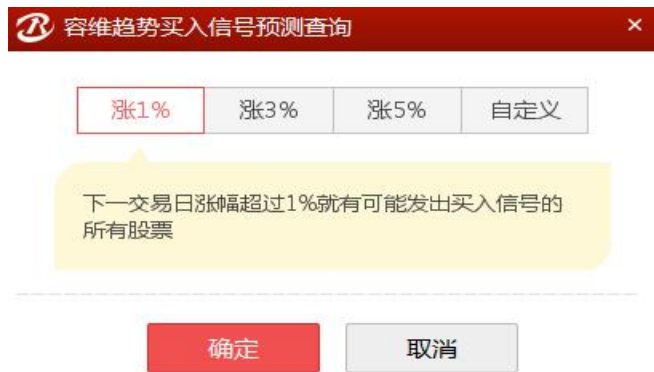 容维趋势买入信号预测查询 ×
涨1% 涨3% 涨5% 自定义
下一交易日涨幅超过1%就有可能发出买入信号的
所有股票
确定 取消